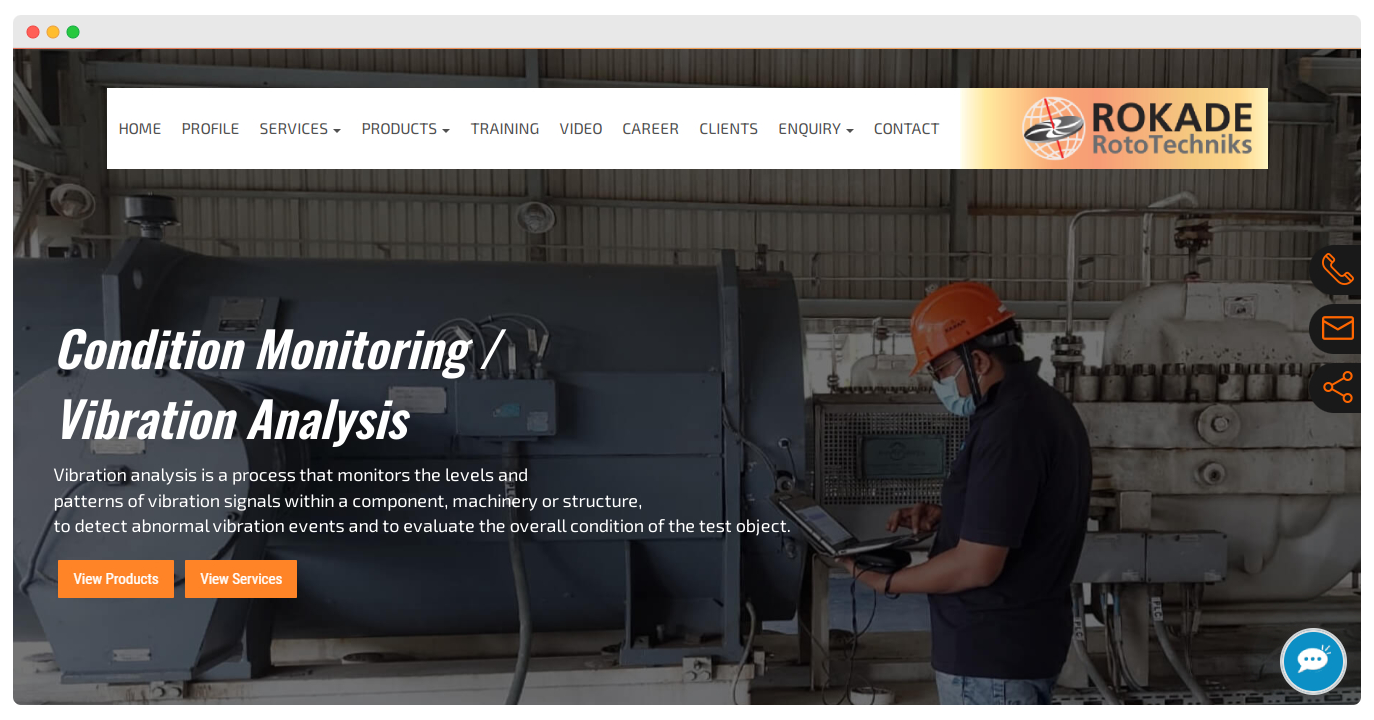 HOME PROFILE SERVICES PRODUCTS TRAINING VIDEO CAREER CLIENTS ENQUIRY CONTACT
ROKADE
RotoTechniks
Condition Monitoring /
Vibration Analysis
Vibration analysis is a process that monitors the levels and
patterns of vibration signals within a component, machinery or structure,
to detect abnormal vibration events and to evaluate the overall condition of the test object.
View Products View Services